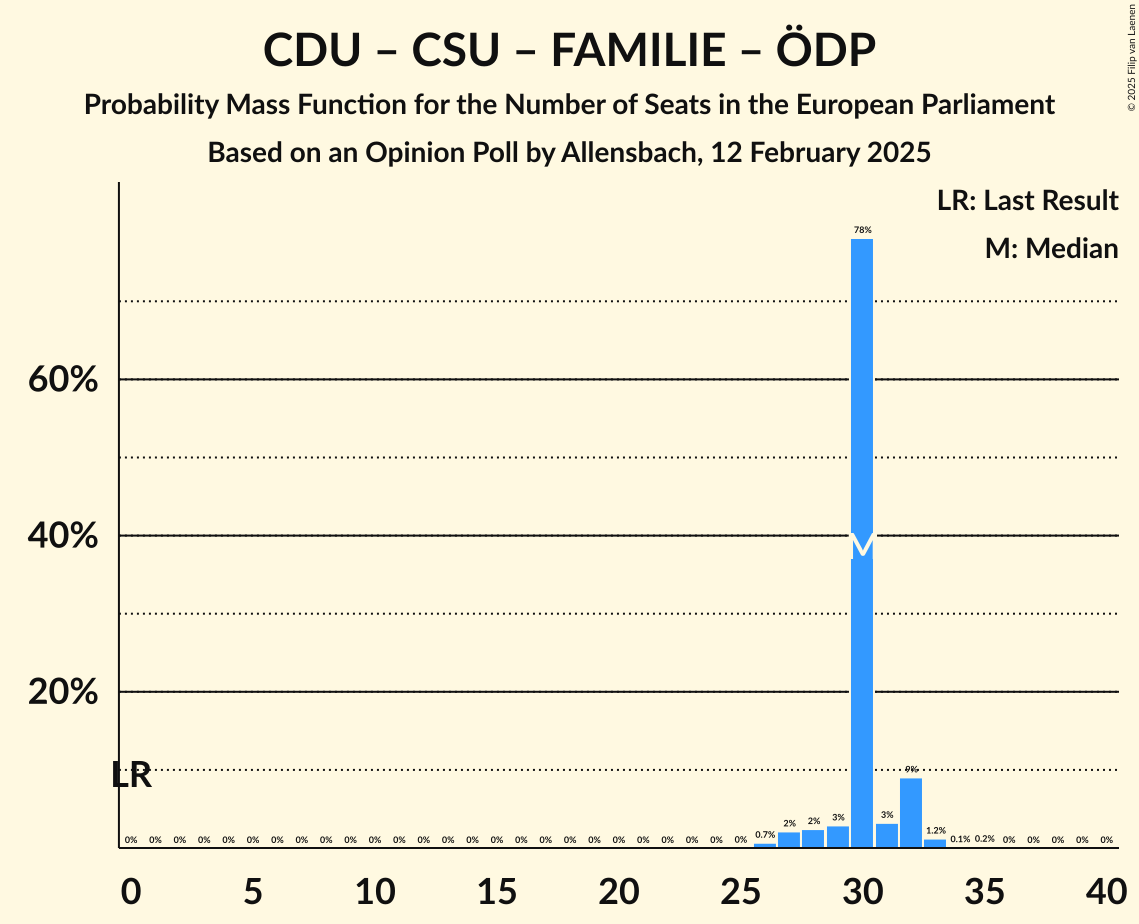 CDU – CSU – FAMILIE – ÖDP
Probability Mass Function for the Number of Seats in the European Parliament
Based on an Opinion Poll by Allensbach, 12 February 2025
© 2025 Filip van Laenen
LR: Last Result
M: Median
78%
60%
40%
M
20%
LR
0% 0% 0% 0% 0% 0% 0% 0% 0% 0% 0% 0% 0% 0% 0% 0% 0% 0% 0% 0% 0% 0% 0% 0% 0% 0% 0.7% 2% 2% 3% 3% 9% 1.2% 0.1% 0.2% 0% 0% 0% 0% 0%
0 5 10 15 20 25 30 35 40